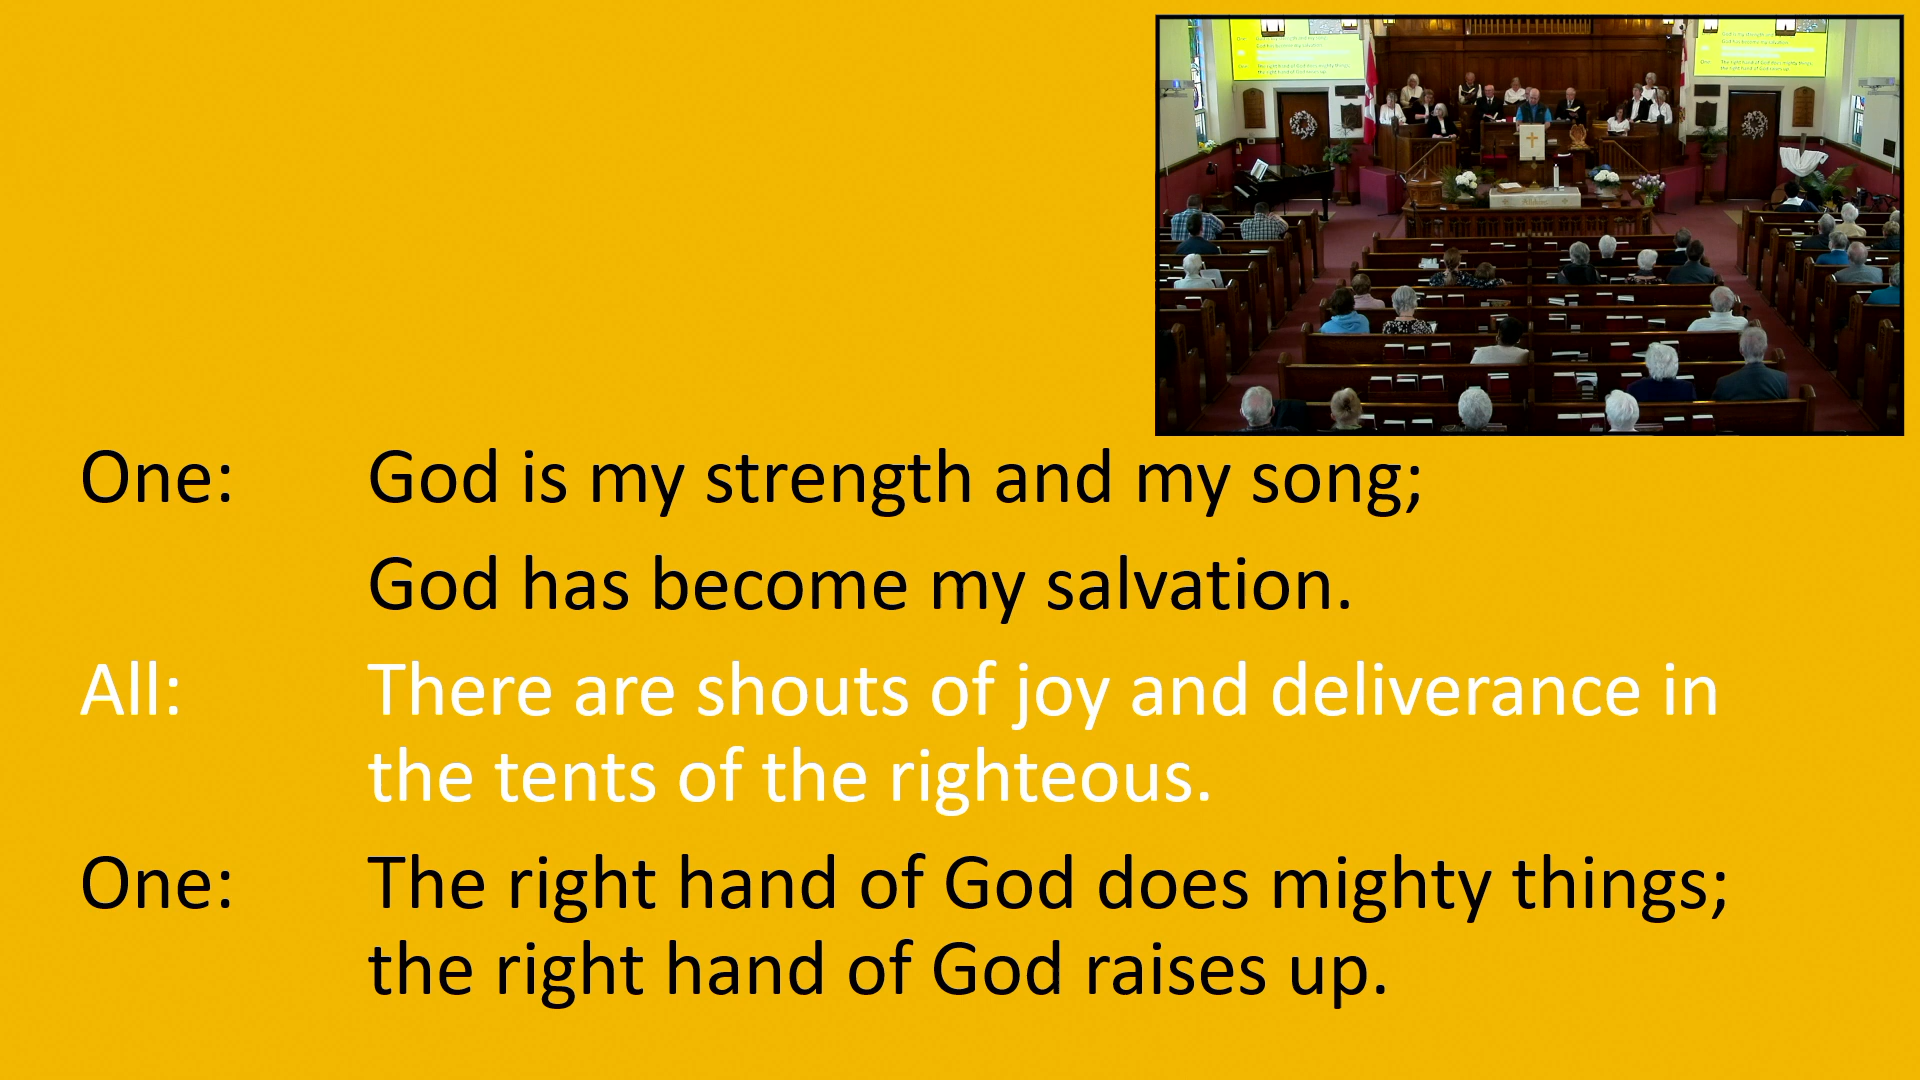 One: God is my strength and my song;
God has become my salvation.
All: There are shouts of joy and deliverance in
the tents of the righteous.
One: The right hand of God does mighty things;
the right hand of God raises up.